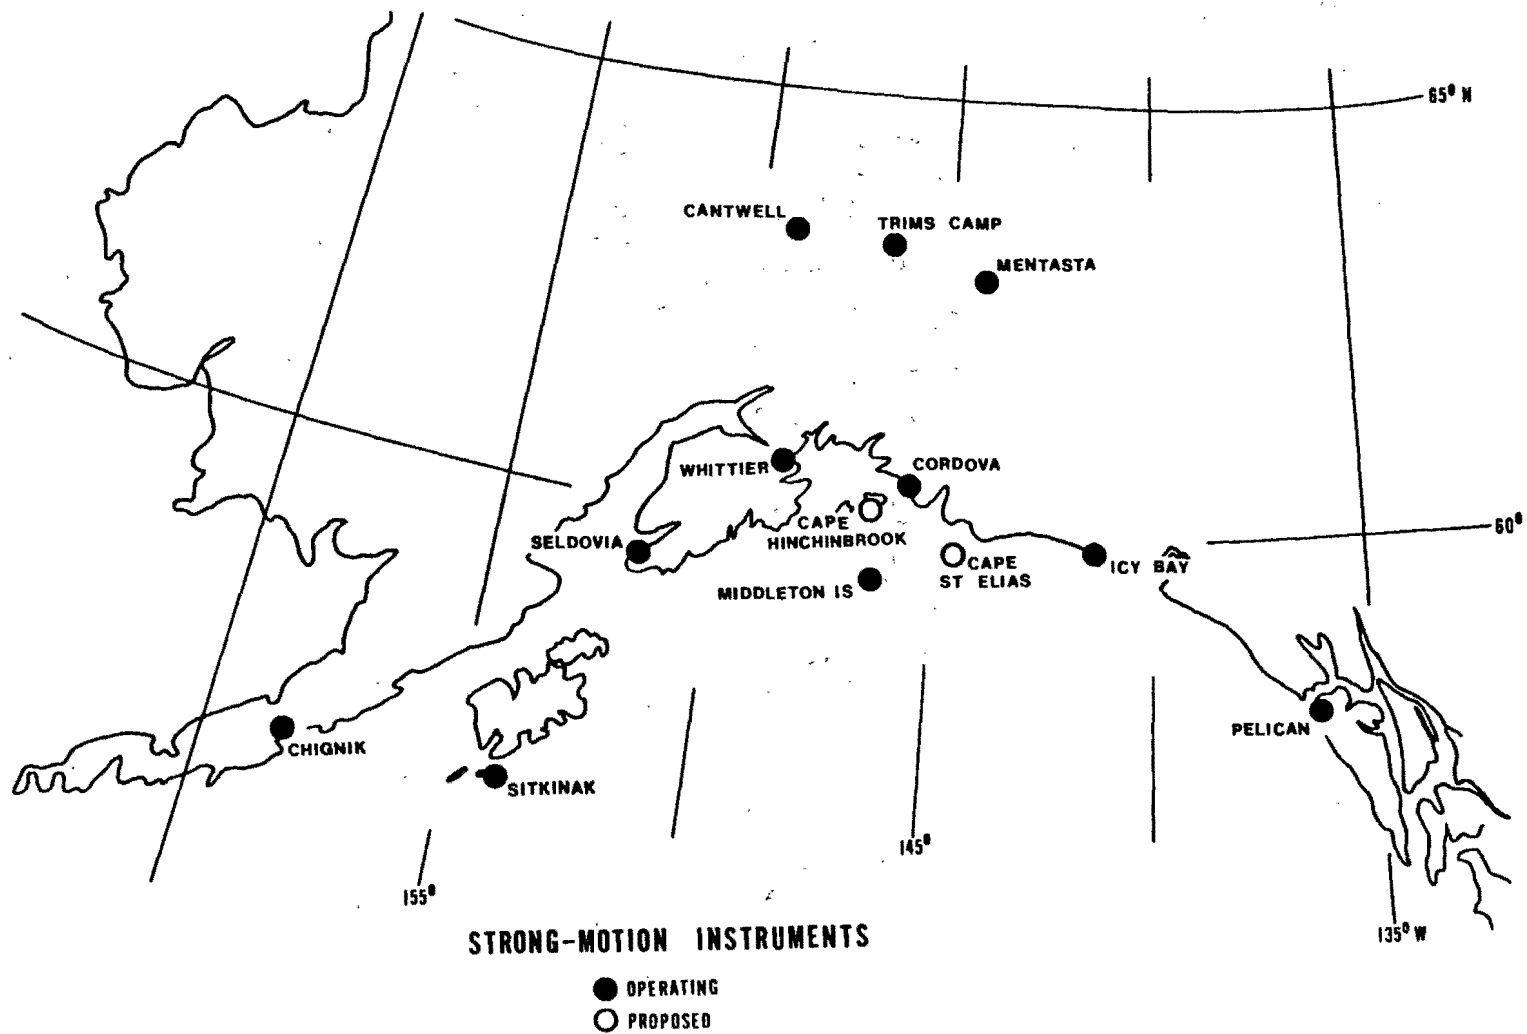 65° N
CANTWELL
TRIMS CAMP
MENTASTA
WHITTIER
CORDOVA
SELDOVIA
CAPE
HINCHINBROOK
60°
CAPE
ST ELIAS
ICY BAY
MIDDLETON IS
PELICAN
CHIGNIK
SITKINAK
145°
155°
135° W
STRONG-MOTION INSTRUMENTS
OPERATING
PROPOSED